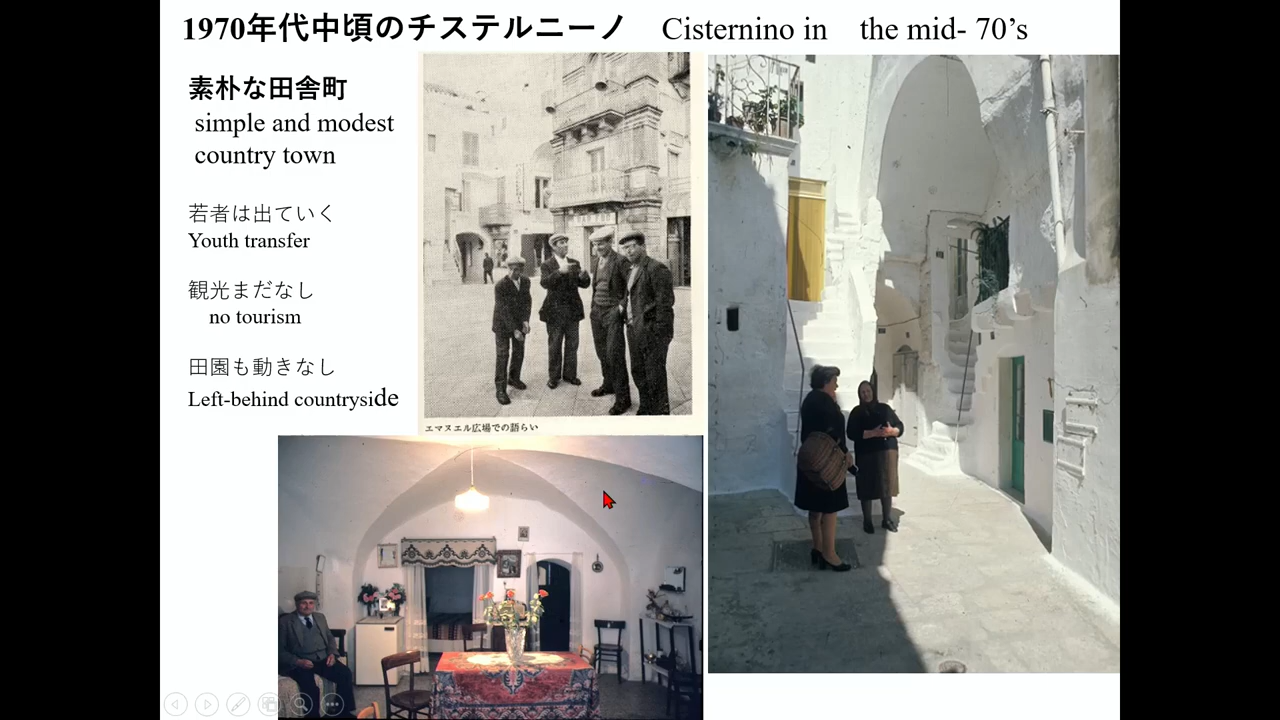 1970年代中頃のチステルニーノ Cisternino in the mid- 70's
素朴な田舎町
simple and modest
country town
若者は出ていく
Youth transfer
観光まだなし
no tourism
田園も動きなし
Left-behind countryside
エマヌエル広場での語らい